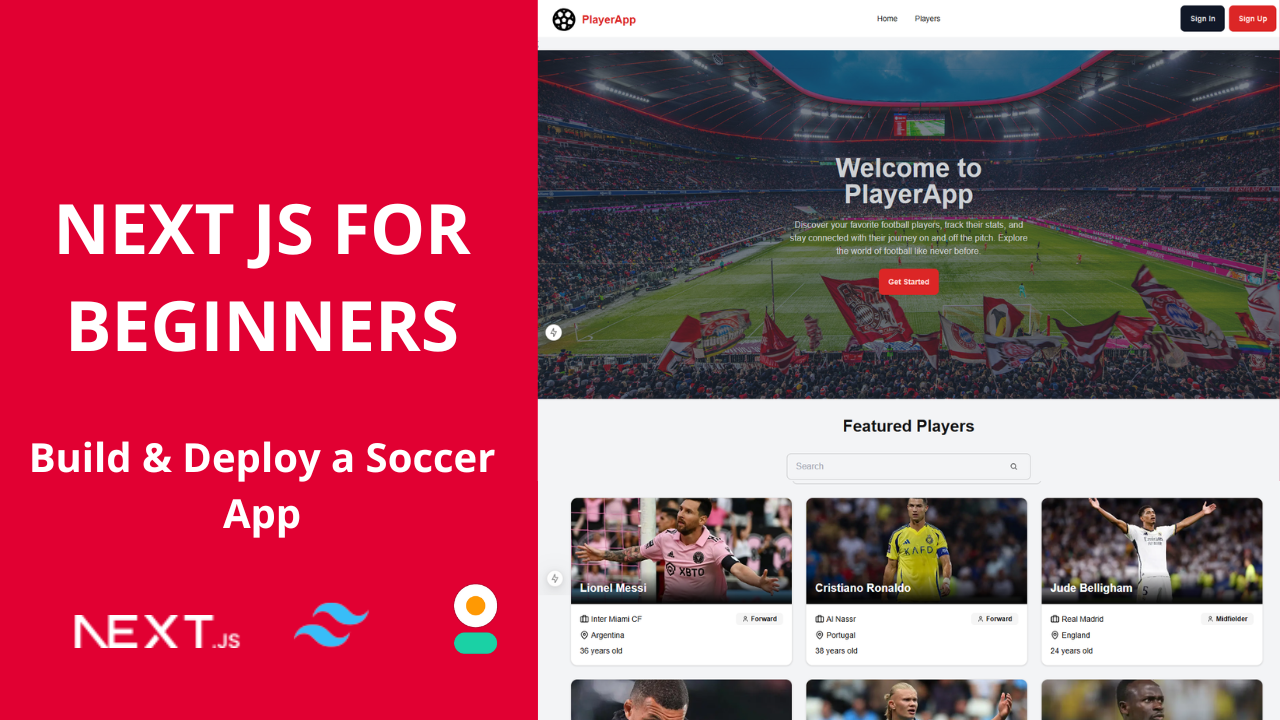 NEXT JS FOR
BEGINNERS
Build & Deploy a Soccer
App
NEXT.JS
PlayerApp
Home
Players
Sign In
Sign Up
Welcome to
PlayerApp
Discover your favorite football players, track their stats, and
stay connected with their journey on and off the pitch. Explore
the world of football like never before.
Get Started
Featured Players
Search
XBTO
Lionel Messi
Inter Miami CF
Forward
Argentina
36 years old
KAFD
Cristiano Ronaldo
Al Nassr
Forward
Portugal
38 years old
5
Jude Belligham
Real Madrid
Midfielder
England
24 years old